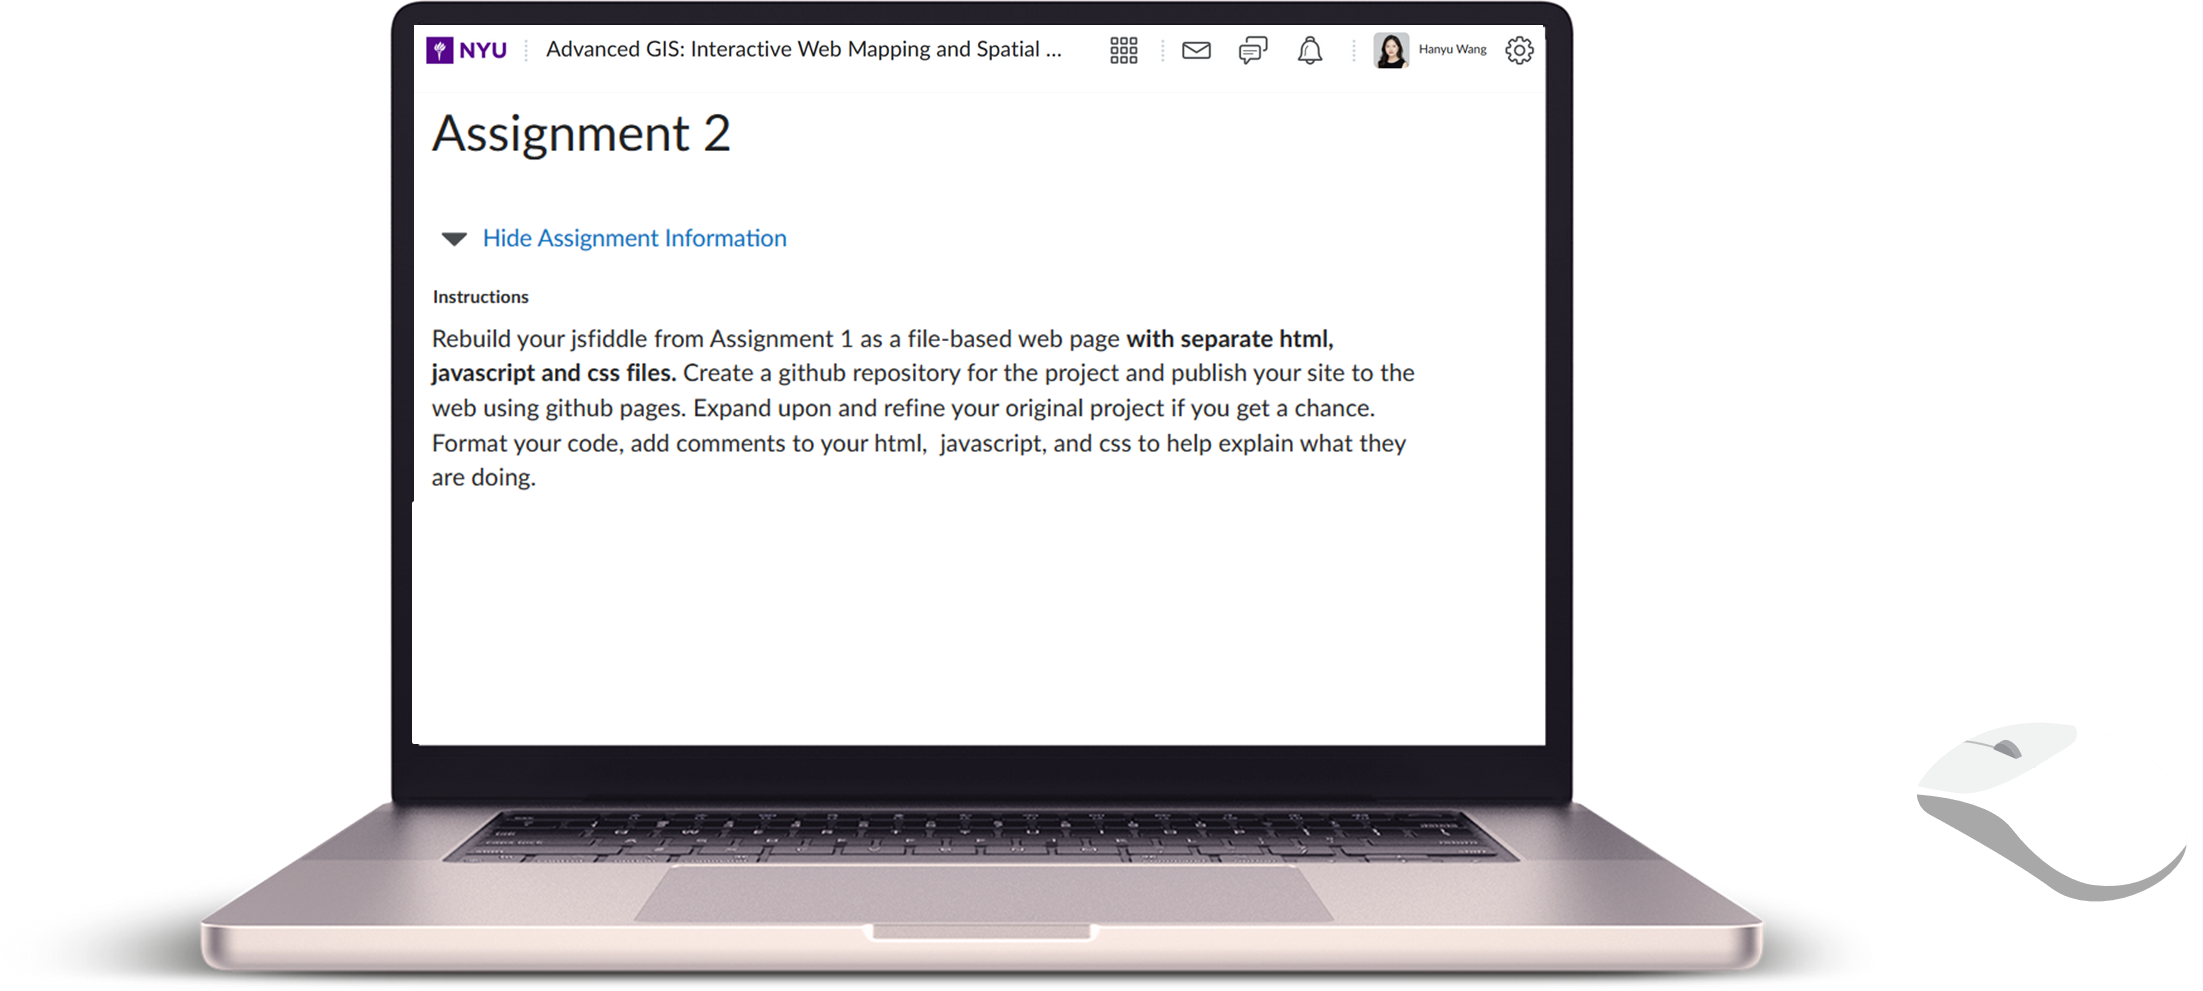 NYU Advanced GIS: Interactive Web Mapping and Spatial ... Hanyu Wang
Assignment 2
Hide Assignment Information
Instructions
Rebuild your jsfiddle from Assignment 1 as a file-based web page with separate html,
javascript and css files. Create a github repository for the project and publish your site to the
web using github pages. Expand upon and refine your original project if you get a chance.
Format your code, add comments to your html,  javascript, and css to help explain what they
are doing.